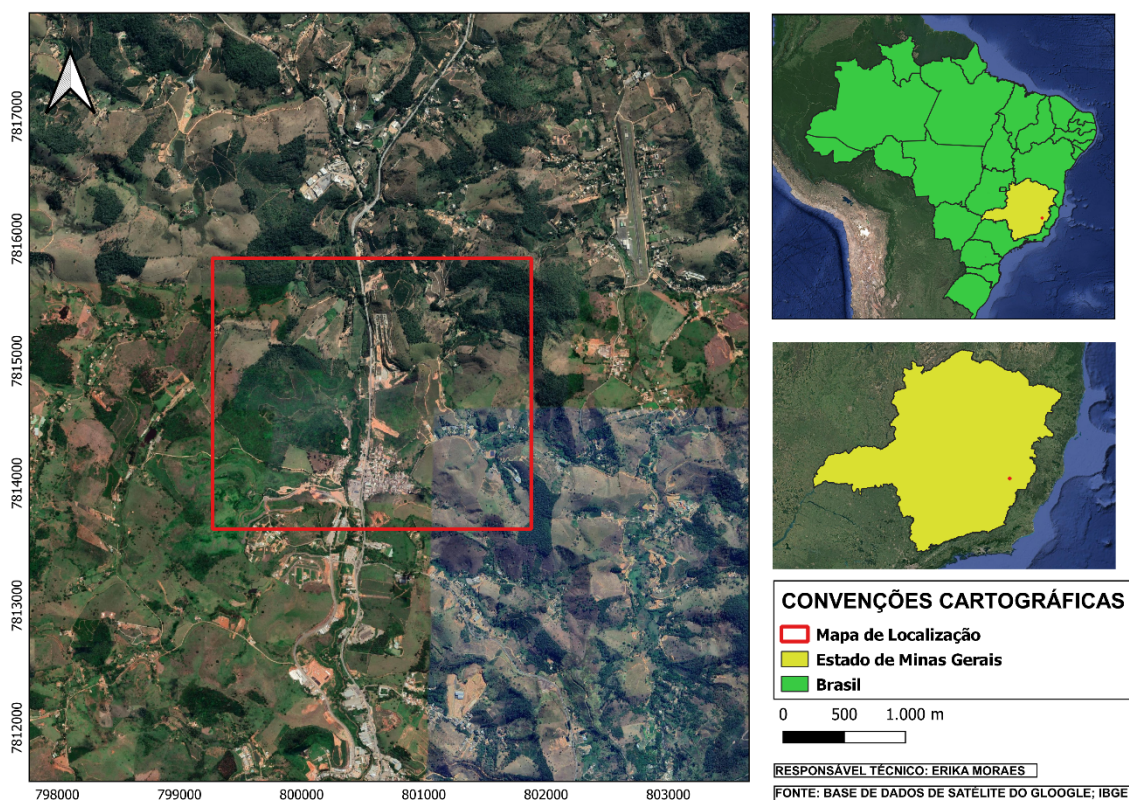 7817000
7816000
7815000
7814000
7813000
7812000
798000 799000 800000 801000 802000 803000
CONVENÇÕES CARTOGRÁFICAS
Mapa de Localização
Estado de Minas Gerais
Brasil
0 500 1.000 m
RESPONSÁVEL TÉCNICO: ERIKA MORAES
FONTE: BASE DE DADOS DE SATÉLITE DO GLOOGLE; IBGE